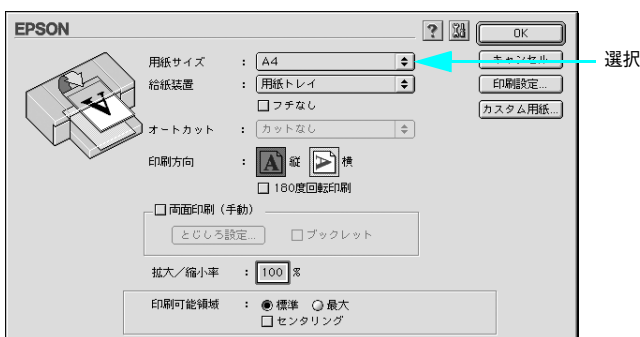 EPSON
?
OK
用紙サイズ : A4
キャンセル
選択
給紙装置 : 用紙トレイ
印刷設定...
フチなし
カスタム用紙...
オートカット : カットなし
印刷方向 : A 縦 A 横
180度回転印刷
両面印刷（手動）
とじしろ設定... ブックレット
拡大／縮小率 : 100 %
印刷可能領域 : 標準 最大
センタリング